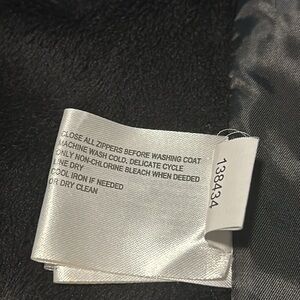 CLOSE ALL ZIPPERS BEFORE WASHING COAT
MACHINE WASH COLD. DELICATE CYCLE
ONLY NON-CHLORINE BLEACH WHEN DEEDED
LINE DRY
COOL IRON IF NEEDED
OR DRY CLEAN
138434